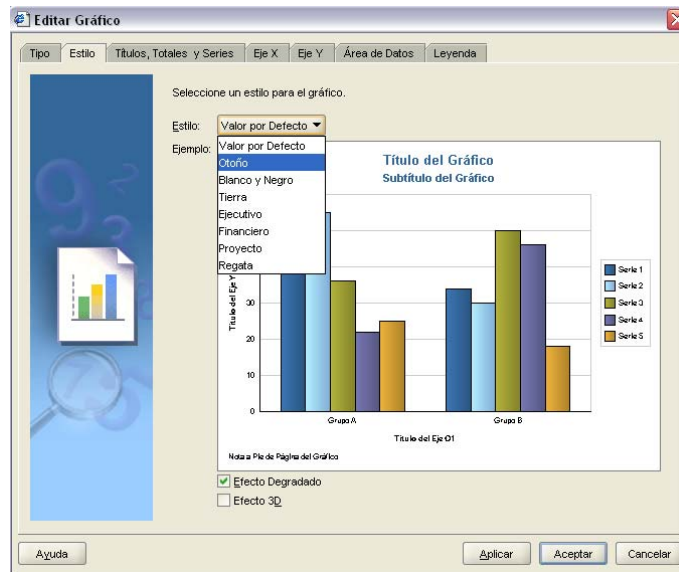 Editar Gráfico
Tipo Estilo Títulos, Totales y Series Eje X Eje Y Área de Datos Leyenda
Seleccione un estilo para el gráfico.
Estilo: Valor por Defecto
Ejemplo:
Valor por Defecto
Otoño
Blanco y Negro
Tierra
Ejecutivo
Financiero
Proyecto
Regata
Título del Gráfico
Subtítulo del Gráfico
Título del Eje Y
30
20
10
0
Grupo A Grupo B
Título del Eje O1
Nota a Pie de Página del Gráfico
Serie 1
Serie 2
Serie 3
Serie 4
Serie 5
Efecto Degradado
Efecto 3D
Ayuda Aplicar Aceptar Cancelar